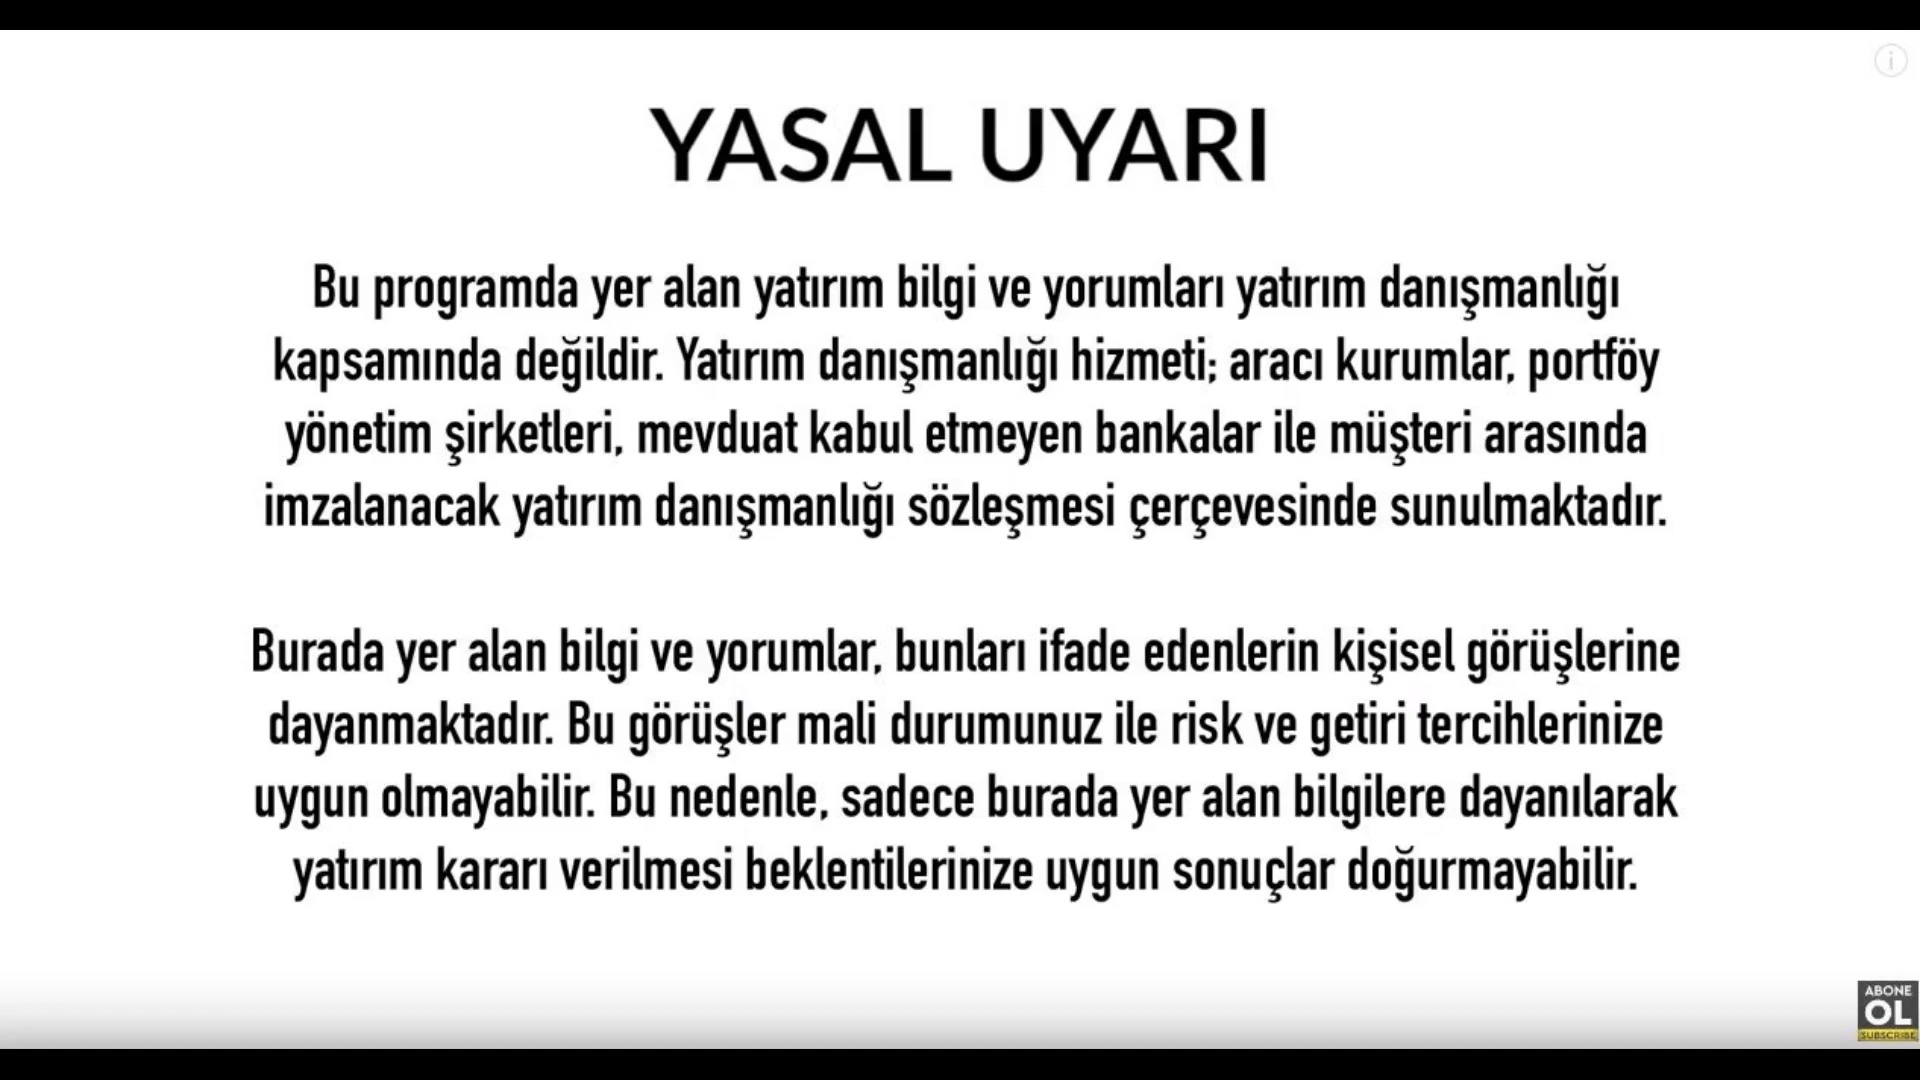 YASAL UYARI
Bu programda yer alan yatırım bilgi ve yorumları yatırım danışmanlığı
kapsamında değildir. Yatırım danışmanlığı hizmeti; aracı kurumlar, portföy
yönetim şirketleri, mevduat kabul etmeyen bankalar ile müşteri arasında
imzalanacak yatırım danışmanlığı sözleşmesi çerçevesinde sunulmaktadır.
Burada yer alan bilgi ve yorumlar, bunları ifade edenlerin kişisel görüşlerine
dayanmaktadır. Bu görüşler mali durumunuz ile risk ve getiri tercihlerinize
uygun olmayabilir. Bu nedenle, sadece burada yer alan bilgilere dayanılarak
yatırım kararı verilmesi beklentilerinize uygun sonuçlar doğurmayabilir.
ABONE
OL
SUBSCRIBE